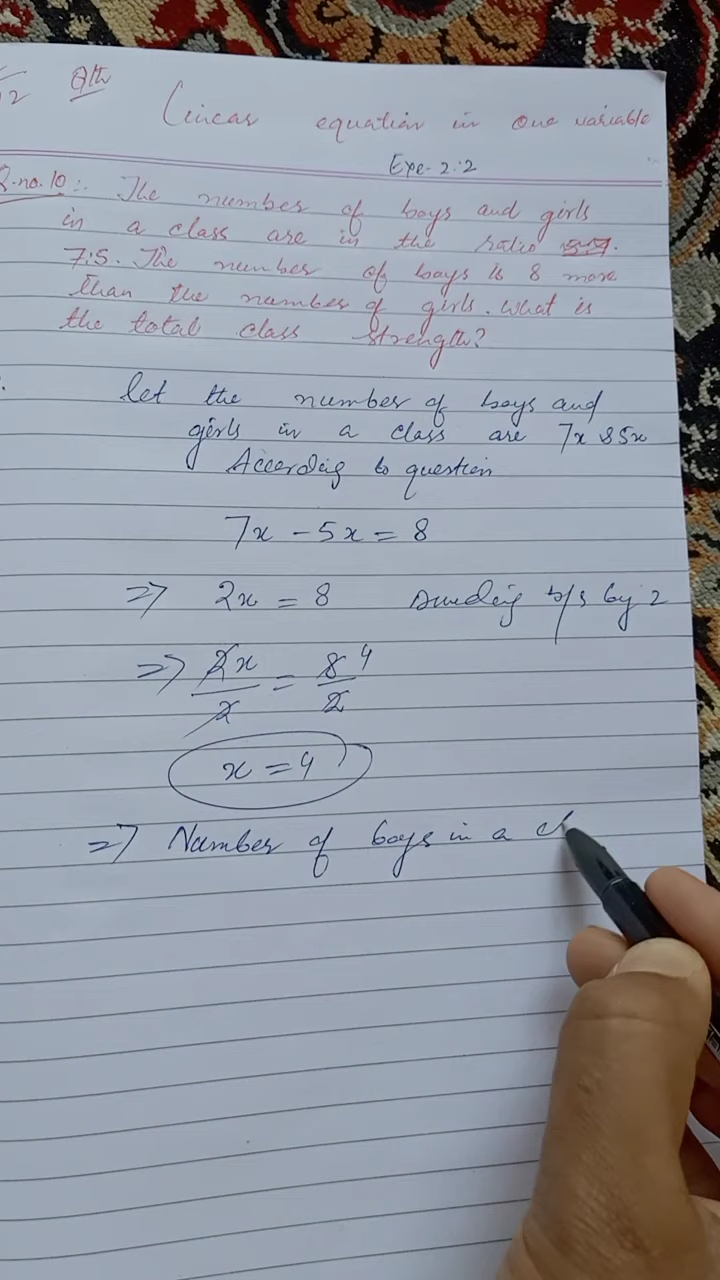 8th
Linear equation in one variable
Exe- 2:2
Q.no.10:. The number of boys and girls
in a class are in the ratio
7:5. The number of boys is 8 more
than the number of girls. what is
the total class strength?
let the number of boys and
girls in a class are 7x & 5x
According to question
7x - 5x = 8
=> 2x = 8 Dividing b/s by 2
=> 2x/2 = 8/2 4
x = 4
=> Number of boys in a